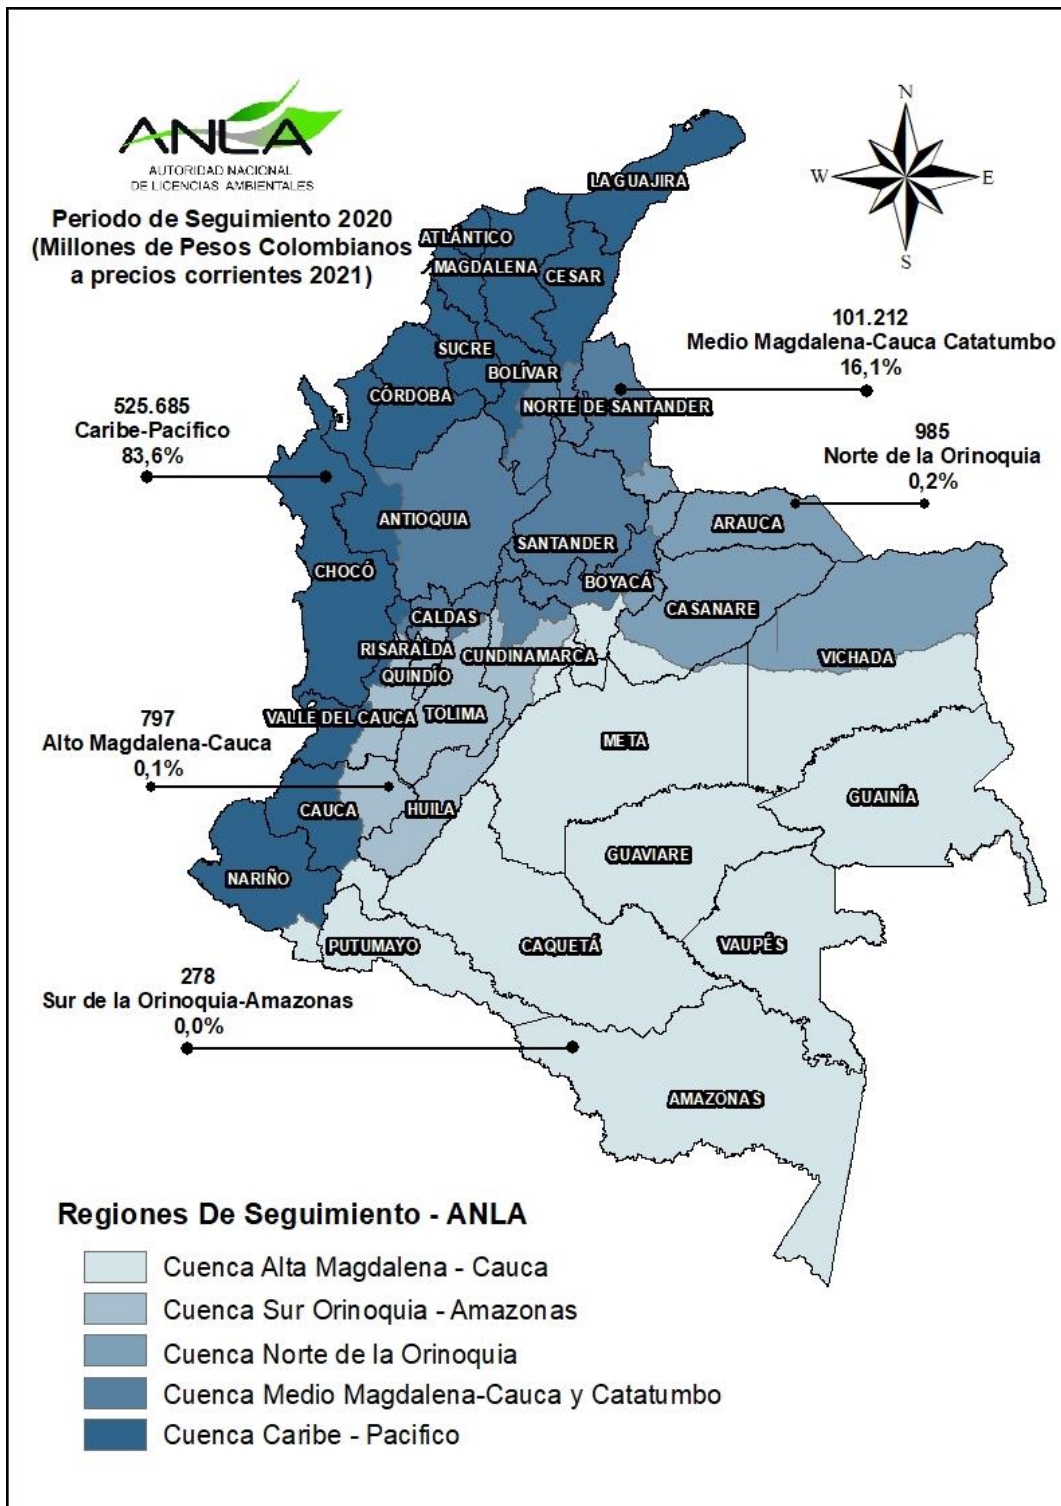 ANLA
AUTORIDAD NACIONAL
DE LICENCIAS AMBIENTALES
Periodo de Seguimiento 2020
(Millones de Pesos Colombianos
a precios corrientes 2021)
N
W
E
S
LA GUAJIRA
ATLÁNTICO
MAGDALENA
CESAR
101.212
Medio Magdalena-Cauca Catatumbo
16,1%
SUCRE
BOLÍVAR
CÓRDOBA
NORTE DE SANTANDER
525.685
Caribe-Pacífico
83,6%
985
Norte de la Orinoquia
0,2%
ANTIOQUIA
ARAUCA
SANTANDER
CHOCÓ
BOYACÁ
CASANARE
CALDAS
RISARALDA
CUNDINAMARCA
VICHADA
QUINDÍO
VALLE DEL CAUCA
TOLIMA
797
Alto Magdalena-Cauca
0,1%
META
GUAINÍA
CAUCA
HUILA
GUAVIARE
NARIÑO
PUTUMAYO
CAQUETÁ
VAUPÉS
278
Sur de la Orinoquia-Amazonas
0,0%
AMAZONAS
Regiones De Seguimiento - ANLA
Cuenca Alta Magdalena - Cauca
Cuenca Sur Orinoquia - Amazonas
Cuenca Norte de la Orinoquia
Cuenca Medio Magdalena-Cauca y Catatumbo
Cuenca Caribe - Pacifico